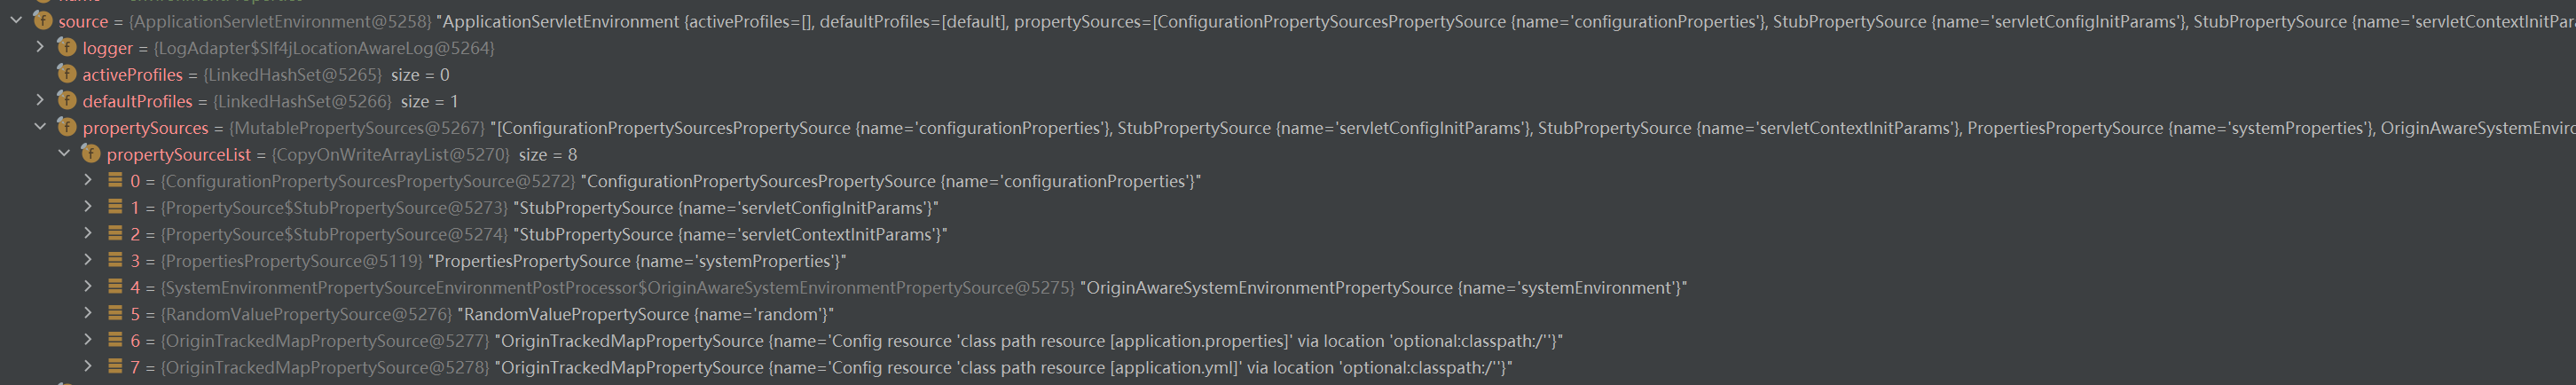 source = {ApplicationServletEnvironment@5258} "ApplicationServletEnvironment {activeProfiles=[], defaultProfiles=[default], propertySources=[ConfigurationPropertySourcesPropertySource {name='configurationProperties'}, StubPropertySource {name='servletConfigInitParams'}, StubPropertySource {name='servletContextInitPara
logger = {LogAdapter$Slf4jLocationAwareLog@5264}
activeProfiles = {LinkedHashSet@5265} size = 0
defaultProfiles = {LinkedHashSet@5266} size = 1
propertySources = {MutablePropertySources@5267} "[ConfigurationPropertySourcesPropertySource {name='configurationProperties'}, StubPropertySource {name='servletConfigInitParams'}, StubPropertySource {name='servletContextInitParams'}, PropertiesPropertySource {name='systemProperties'}, OriginAwareSystemEnviro
propertySourceList = {CopyOnWriteArrayList@5270} size = 8
0 = {ConfigurationPropertySourcesPropertySource@5272} "ConfigurationPropertySourcesPropertySource {name='configurationProperties'}"
1 = {PropertySource$StubPropertySource@5273} "StubPropertySource {name='servletConfigInitParams'}"
2 = {PropertySource$StubPropertySource@5274} "StubPropertySource {name='servletContextInitParams'}"
3 = {PropertiesPropertySource@5119} "PropertiesPropertySource {name='systemProperties'}"
4 = {SystemEnvironmentPropertySourceEnvironmentPostProcessor$OriginAwareSystemEnvironmentPropertySource@5275} "OriginAwareSystemEnvironmentPropertySource {name='systemEnvironment'}"
5 = {RandomValuePropertySource@5276} "RandomValuePropertySource {name='random'}"
6 = {OriginTrackedMapPropertySource@5277} "OriginTrackedMapPropertySource {name='Config resource 'class path resource [application.properties]' via location 'optional:classpath:/''}"
7 = {OriginTrackedMapPropertySource@5278} "OriginTrackedMapPropertySource {name='Config resource 'class path resource [application.yml]' via location 'optional:classpath:/''}"